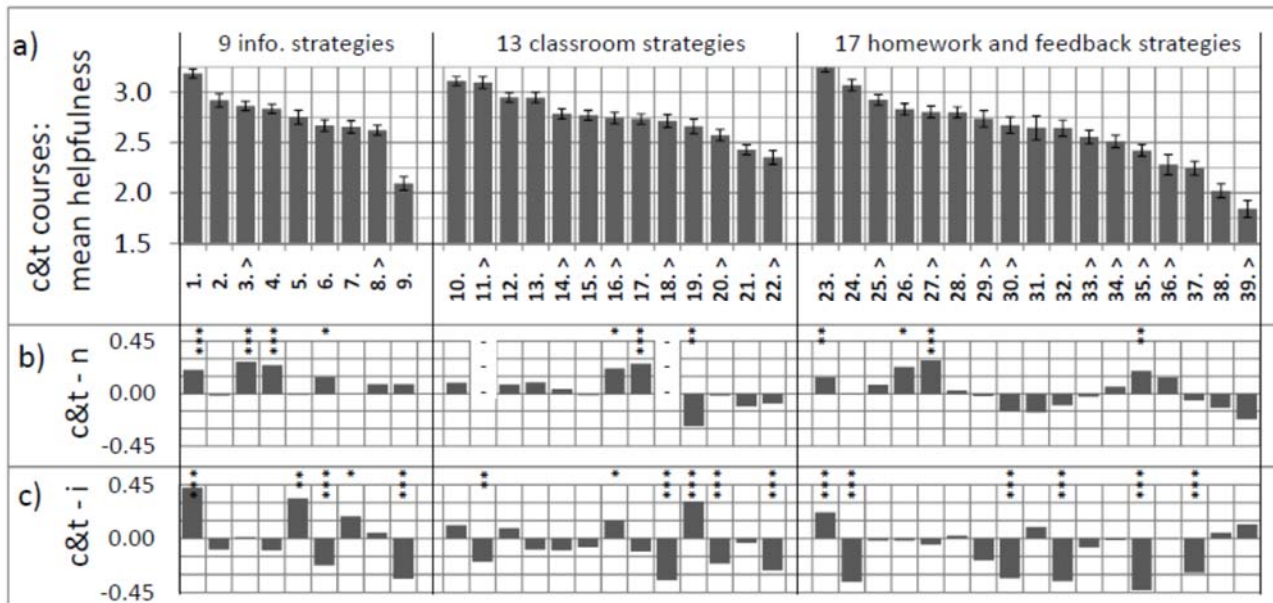 a)
9 info. strategies
13 classroom strategies
17 homework and feedback strategies
c&t courses:
mean helpfulness
3.0
2.5
2.0
1.5
1. 2. 3. > 4. 5. 6. 7. 8. > 9. 10. 11. > 12. 13. 14. > 15. > 16. > 17. 18. > 19. > 20. > 21. 22. > 23. 24. 25. > 26. > 27. > 28. 29. > 30. > 31. 32. 33. > 34. > 35. > 36. > 37. 38. 39. >
b)
c&t - n
*** *** *** * * *** ** ** * *** **
0.45
0.00
-0.45
c)
c&t - i
*** ** *** * *** ** * *** *** *** *** *** *** *** *** *** ***
0.45
0.00
-0.45